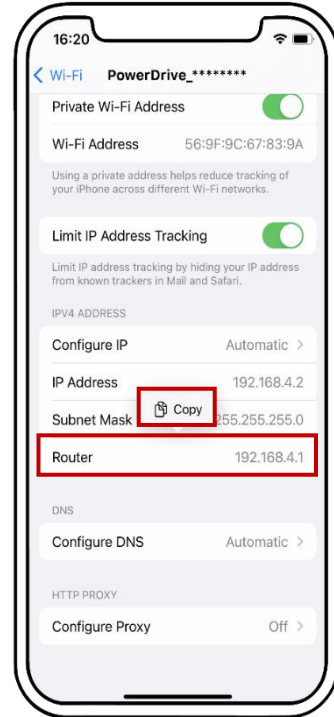 16:20
Wi-Fi PowerDrive_********
Private Wi-Fi Address
Wi-Fi Address 56:9F:9C:67:83:9A
Using a private address helps reduce tracking of
your iPhone across different Wi-Fi networks.
Limit IP Address Tracking
Limit IP address tracking by hiding your IP address
from known trackers in Mail and Safari.
IPV4 ADDRESS
Configure IP Automatic
IP Address 192.168.4.2
Copy
Subnet Mask 255.255.255.0
Router 192.168.4.1
DNS
Configure DNS Automatic
HTTP PROXY
Configure Proxy Off